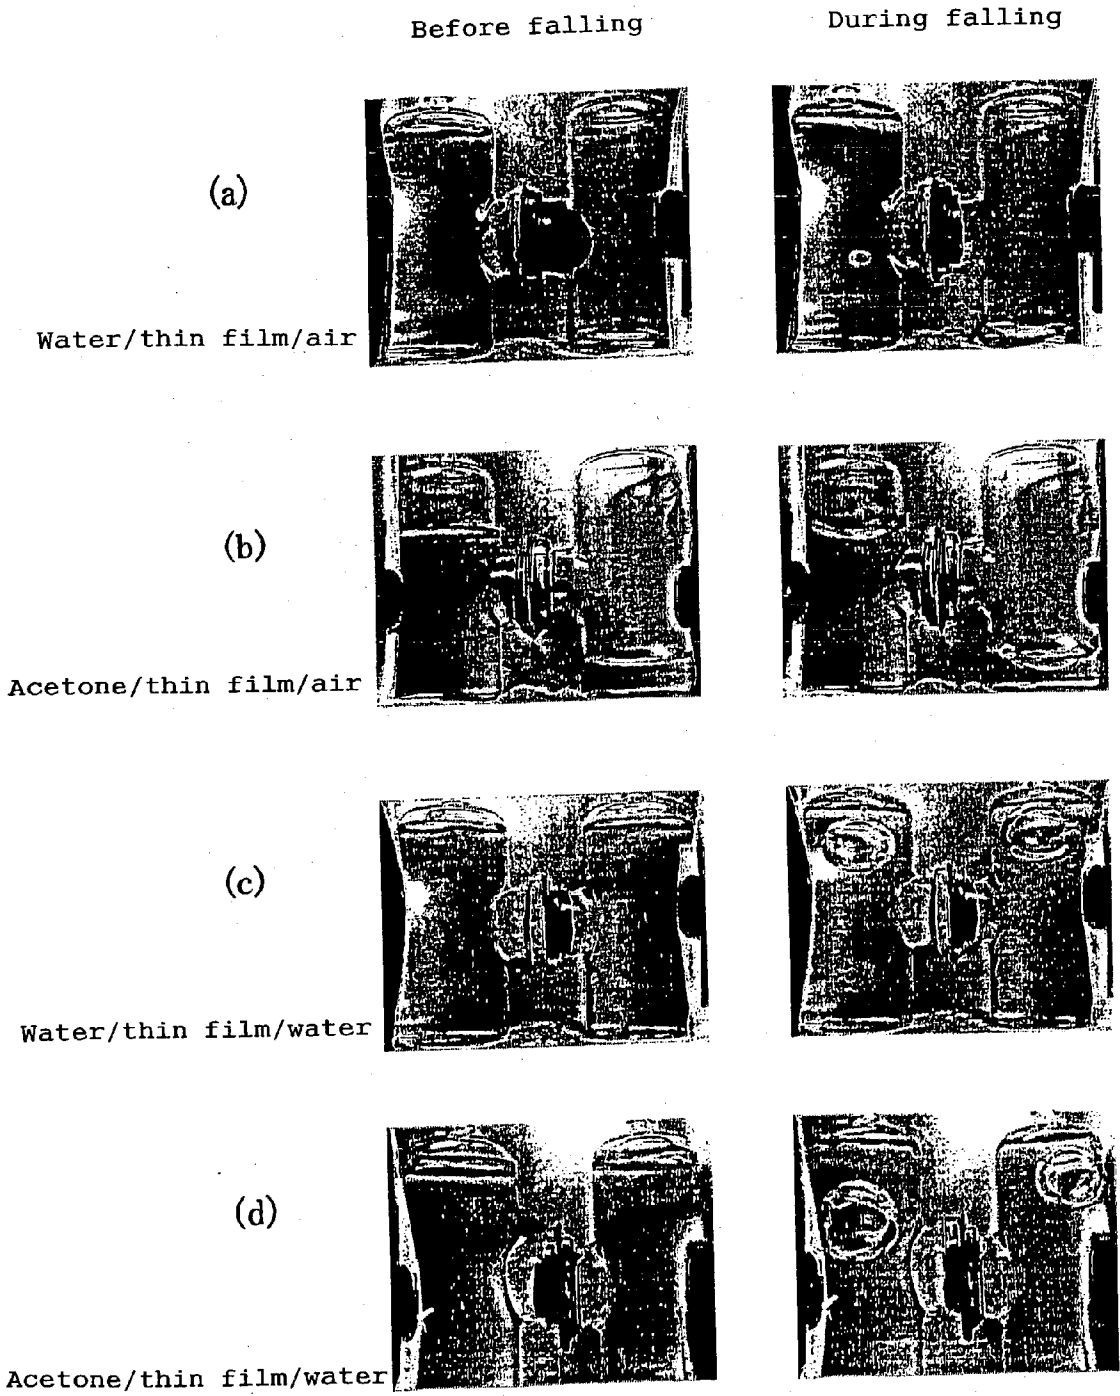 Before falling
During falling
(a)
Water/thin film/air
(b)
Acetone/thin film/air
(c)
Water/thin film/water
(d)
Acetone/thin film/water